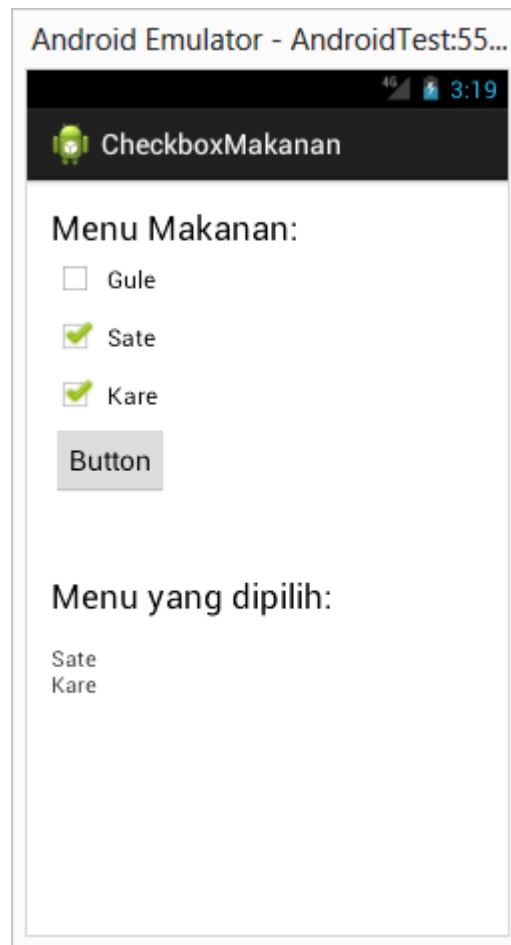 Android Emulator - AndroidTest:55...
4G 3:19
CheckboxMakanan
Menu Makanan:
Gule
Sate
Kare
Button
Menu yang dipilih:
Sate
Kare